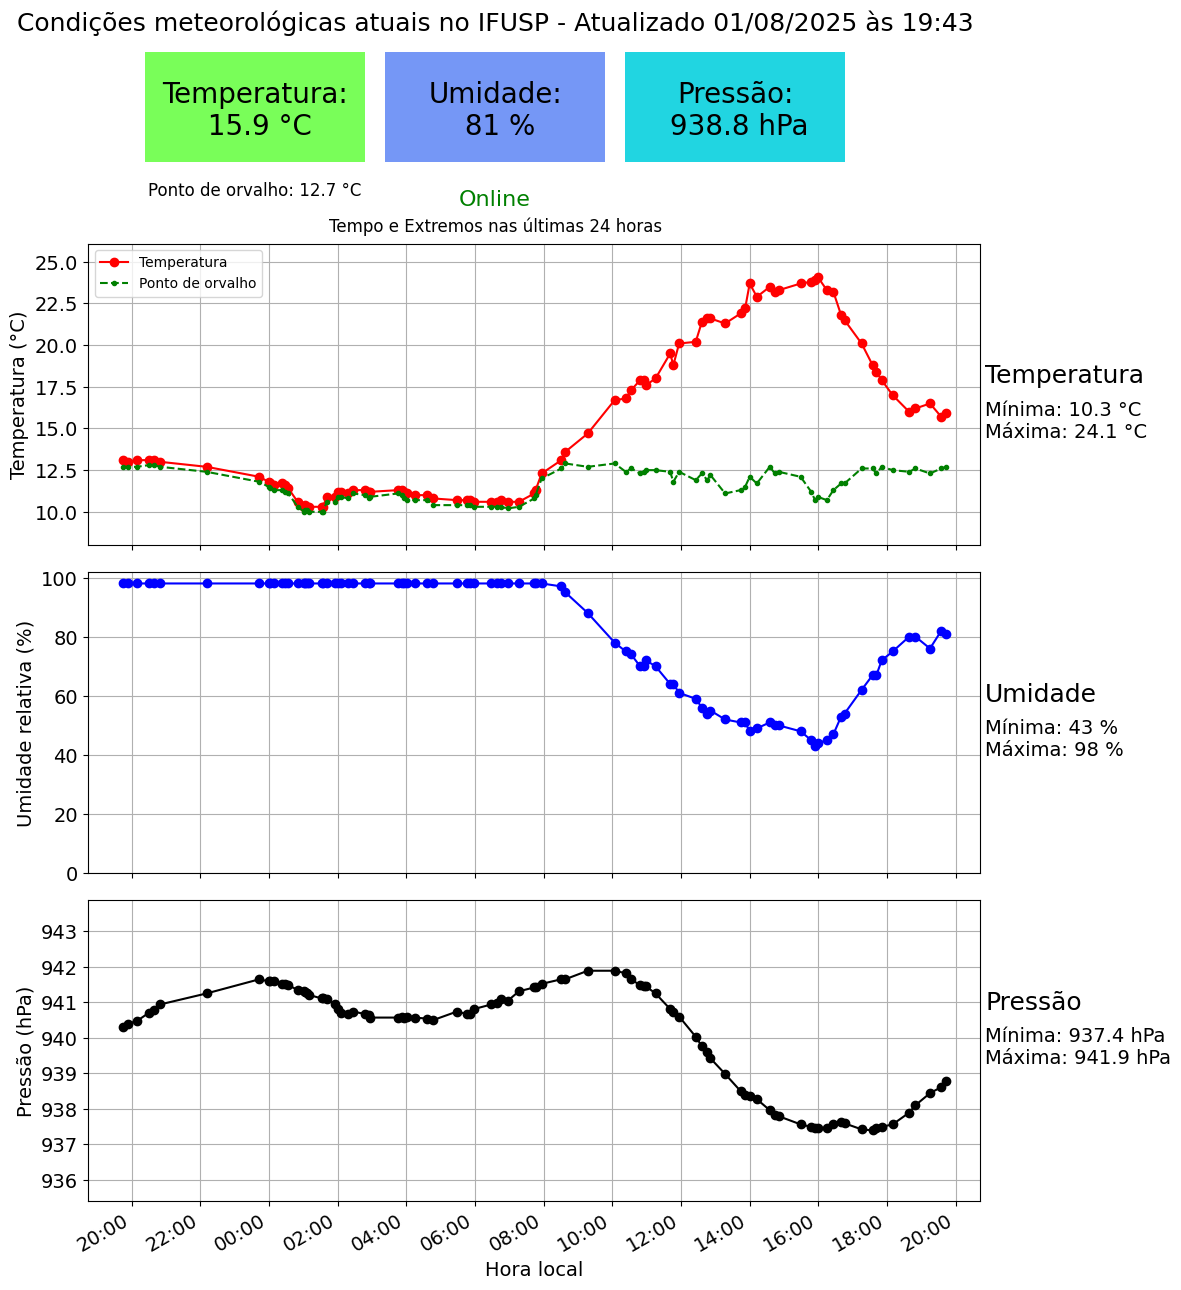 Condições meteorológicas atuais no IFUSP - Atualizado 01/08/2025 às 19:43
Temperatura:
15.9 °C
Umidade:
81 %
Pressão:
938.8 hPa
Ponto de orvalho: 12.7 °C
Online
Tempo e Extremos nas últimas 24 horas
Temperatura
Ponto de orvalho
Temperatura (°C)
25.0
22.5
20.0
17.5
15.0
12.5
10.0
Temperatura
Mínima: 10.3 °C
Máxima: 24.1 °C
Umidade relativa (%)
100
80
60
40
20
0
Umidade
Mínima: 43 %
Máxima: 98 %
Pressão (hPa)
943
942
941
940
939
938
937
936
Pressão
Mínima: 937.4 hPa
Máxima: 941.9 hPa
20:00
22:00
00:00
02:00
04:00
06:00
08:00
10:00
12:00
14:00
16:00
18:00
20:00
Hora local